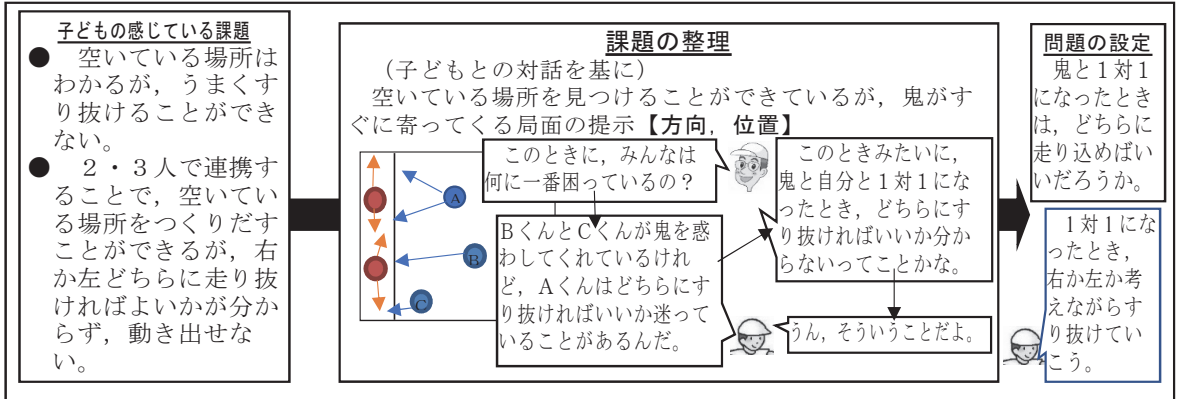 子どもの感じている課題
● 空いている場所は
わかるが，うまくす
り抜けることができ
ない。
● ２・３人で連携す
ることで，空いてい
る場所をつくりだす
ことができるが，右
か左どちらに走り抜
ければよいかが分か
らず，動き出せな
い。
課題の整理
（子どもとの対話を基に）
空いている場所を見つけることができているが，鬼がす
ぐに寄ってくる局面の提示【方向，位置】
A
B
C
このときに，みんなは
何に一番困っているの？
ＢくんとＣくんが鬼を惑
わしてくれているけれ
ど，Ａくんはどちらにす
り抜ければいいか迷って
いることがあるんだ。
このときみたいに，
鬼と自分と１対１にな
ったとき，どちらにす
り抜ければいいか分か
らないってことかな。
うん，そういうことだよ。
問題の設定
鬼と１対１
になったとき
は，どちらに
走り込めばい
いだろうか。
１対１にな
ったとき，
右か左か考
えながらす
り抜けてい
こう。